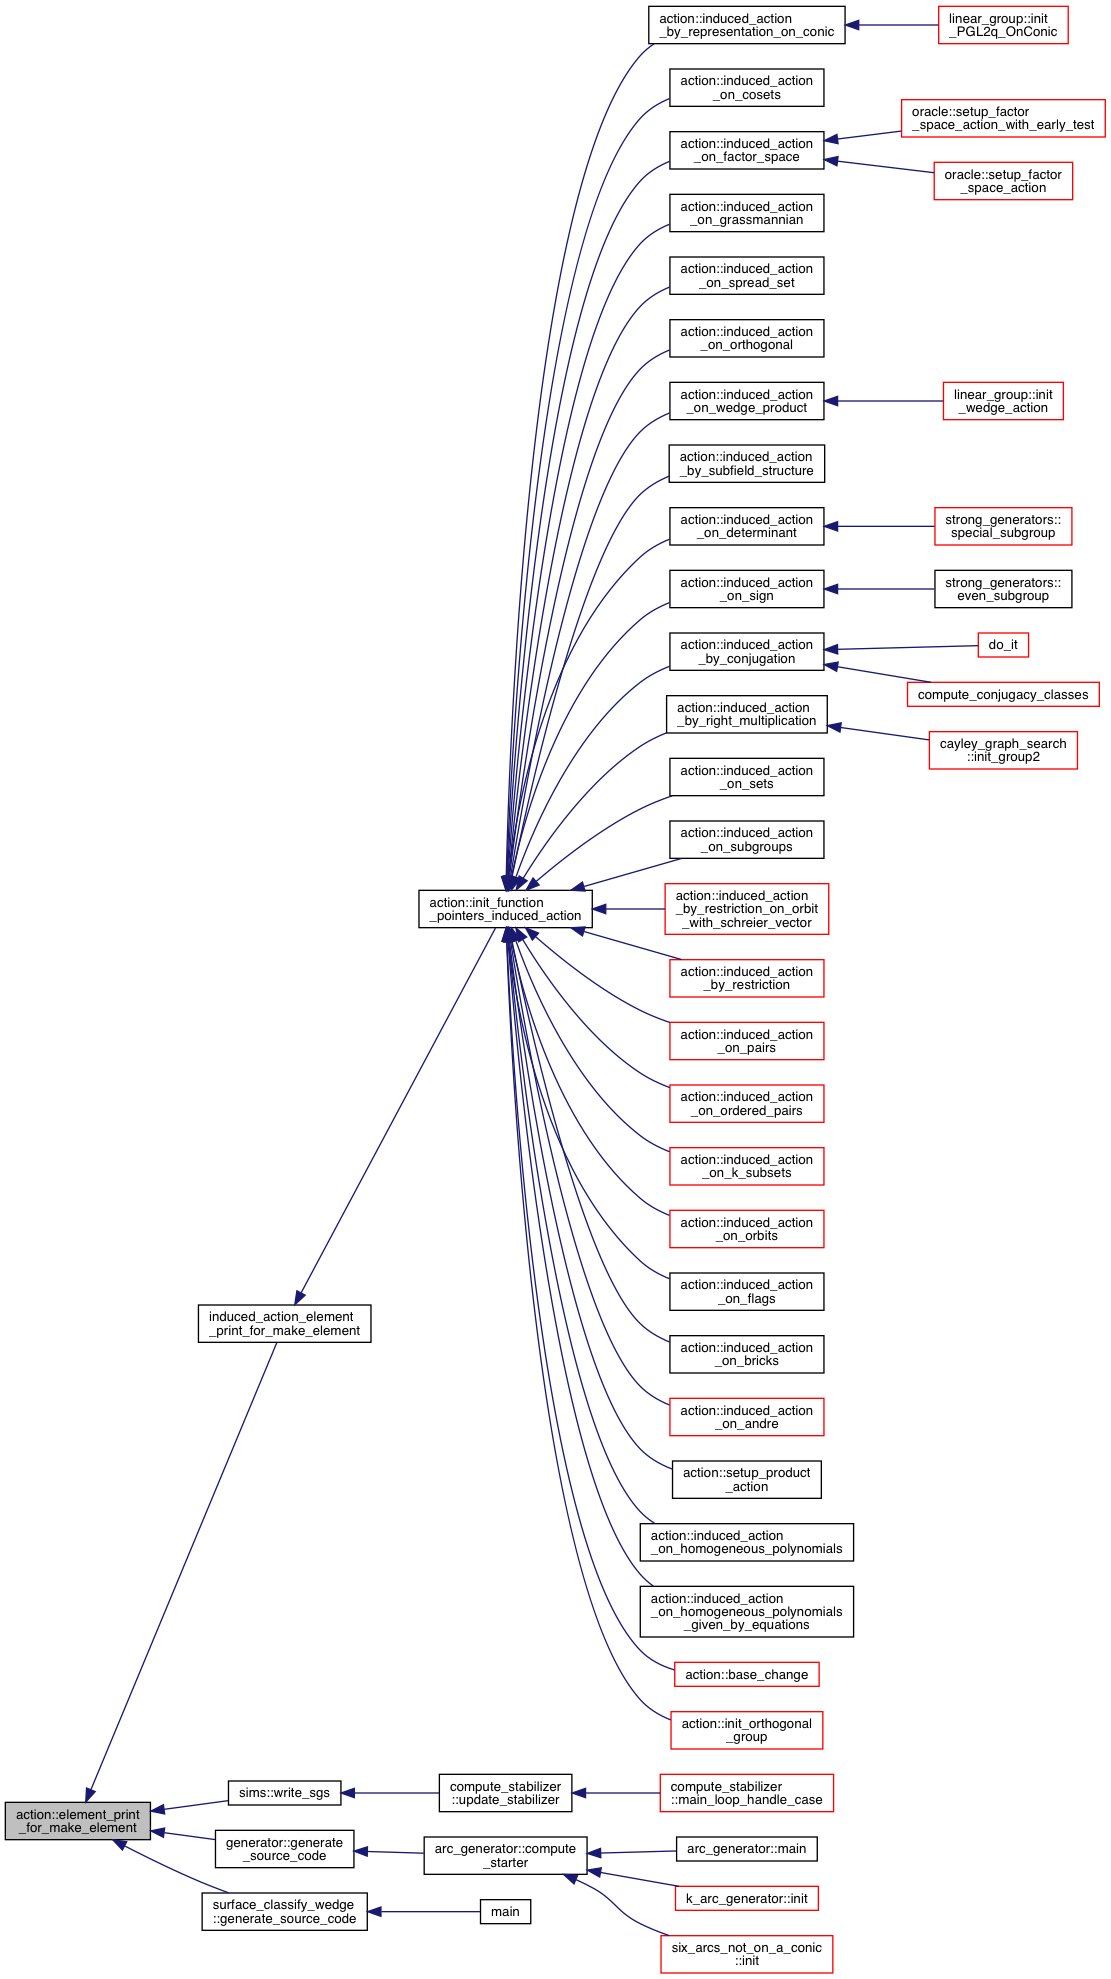 action::induced_action
_by_representation_on_conic
linear_group::init
_PGL2q_OnConic
action::induced_action
_on_cosets
oracle::setup_factor
_space_action_with_early_test
action::induced_action
_on_factor_space
oracle::setup_factor
_space_action
action::induced_action
_on_grassmannian
action::induced_action
_on_spread_set
action::induced_action
_on_orthogonal
action::induced_action
_on_wedge_product
linear_group::init
_wedge_action
action::induced_action
_by_subfield_structure
action::induced_action
_on_determinant
strong_generators::
special_subgroup
action::induced_action
_on_sign
strong_generators::
even_subgroup
action::induced_action
_by_conjugation
do_it
compute_conjugacy_classes
action::induced_action
_by_right_multiplication
cayley_graph_search
::init_group2
action::induced_action
_on_sets
action::induced_action
_on_subgroups
action::init_function
_pointers_induced_action
action::induced_action
_by_restriction_on_orbit
_with_schreier_vector
action::induced_action
_by_restriction
action::induced_action
_on_pairs
action::induced_action
_on_ordered_pairs
action::induced_action
_on_k_subsets
action::induced_action
_on_orbits
action::induced_action
_on_flags
induced_action_element
_print_for_make_element
action::induced_action
_on_bricks
action::induced_action
_on_andre
action::setup_product
_action
action::induced_action
_on_homogeneous_polynomials
action::induced_action
_on_homogeneous_polynomials
_given_by_equations
action::base_change
action::init_orthogonal
_group
action::element_print
_for_make_element
sims::write_sgs
compute_stabilizer
::update_stabilizer
compute_stabilizer
::main_loop_handle_case
generator::generate
_source_code
arc_generator::compute
_starter
arc_generator::main
k_arc_generator::init
surface_classify_wedge
::generate_source_code
main
six_arcs_not_on_a_conic
::init